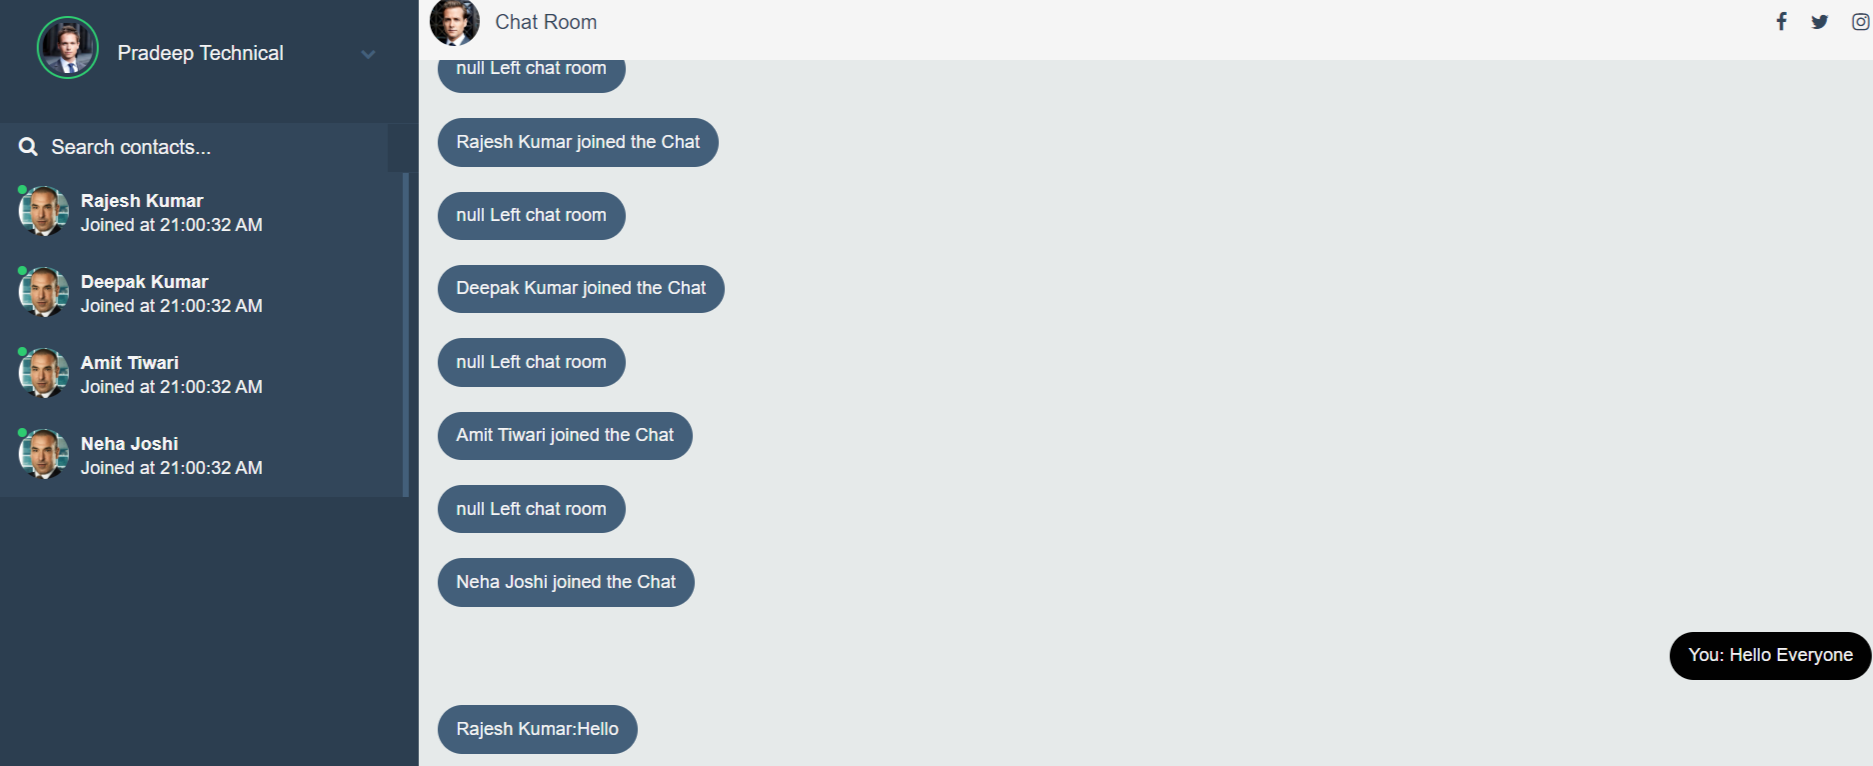 Pradeep Technical
Search contacts...
Rajesh Kumar
Joined at 21:00:32 AM
Deepak Kumar
Joined at 21:00:32 AM
Amit Tiwari
Joined at 21:00:32 AM
Neha Joshi
Joined at 21:00:32 AM
Chat Room
null Left chat room
Rajesh Kumar joined the Chat
null Left chat room
Deepak Kumar joined the Chat
null Left chat room
Amit Tiwari joined the Chat
null Left chat room
Neha Joshi joined the Chat
You: Hello Everyone
Rajesh Kumar:Hello